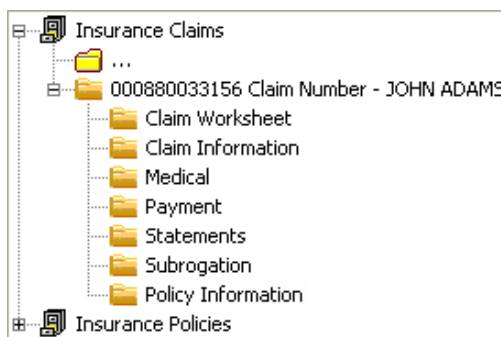 Insurance Claims
...
000880033156 Claim Number - JOHN ADAMS
Claim Worksheet
Claim Information
Medical
Payment
Statements
Subrogation
Policy Information
Insurance Policies